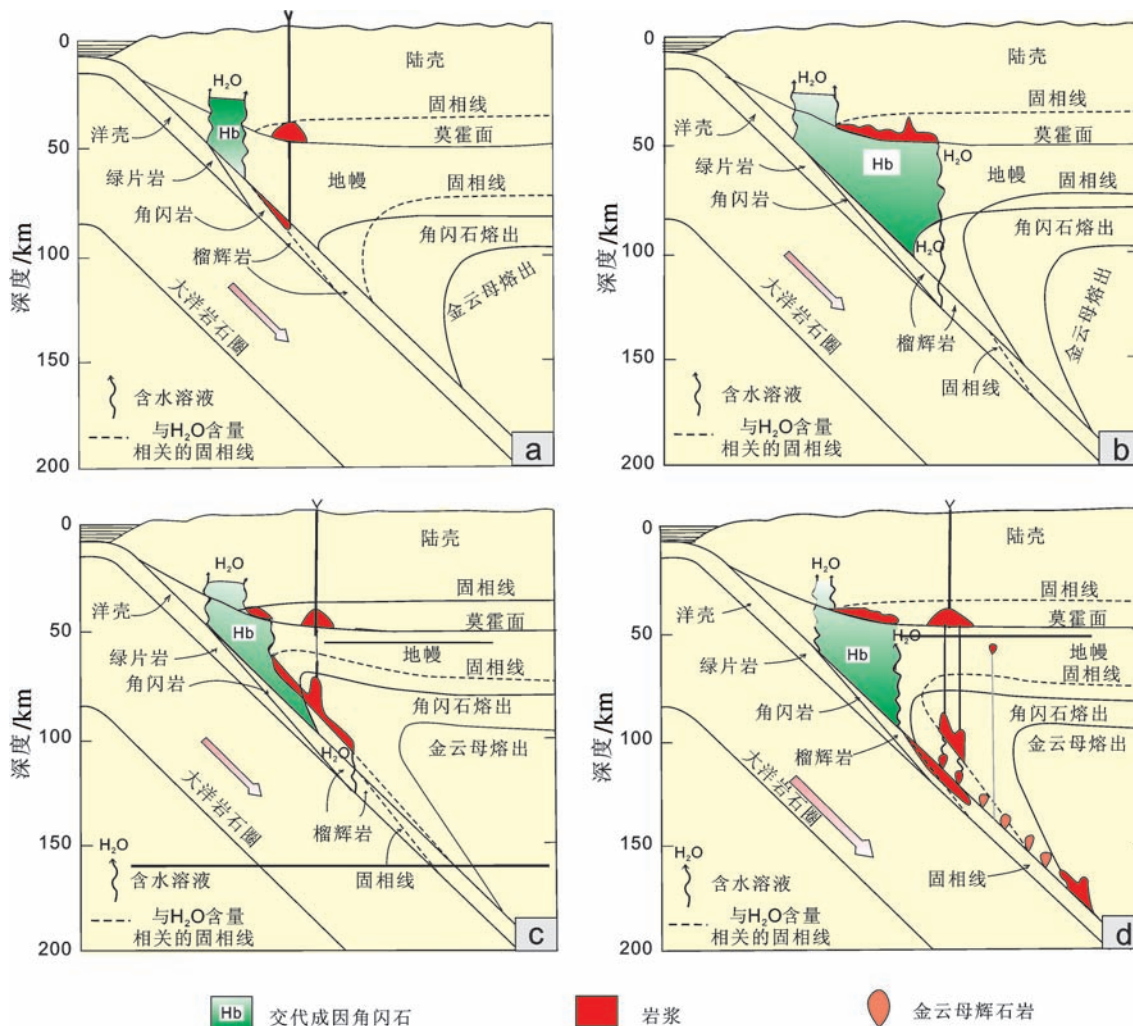 0
50
100
150
200
深度/km
H₂O
陆壳
固相线
莫霍面
洋壳
Hb
绿片岩
地幔
固相线
角闪岩
角闪石熔出
榴辉岩
金云母熔出
大洋岩石圈
含水溶液
与H₂O含量
相关的固相线
a
0
50
100
150
200
深度/km
H₂O
陆壳
固相线
莫霍面
洋壳
Hb
H₂O
绿片岩
地幔
固相线
角闪岩
角闪石熔出
H₂O
榴辉岩
金云母熔出
大洋岩石圈
固相线
含水溶液
与H₂O含量
相关的固相线
b
0
50
100
150
200
深度/km
H₂O
陆壳
固相线
莫霍面
洋壳
Hb
地幔
绿片岩
固相线
角闪岩
角闪石熔出
H₂O
金云母熔出
大洋岩石圈
榴辉岩
H₂O
固相线
含水溶液
与H₂O含量
相关的固相线
c
0
50
100
150
200
深度/km
H₂O
陆壳
固相线
莫霍面
洋壳
Hb
H₂O
地幔
绿片岩
固相线
角闪岩
角闪石熔出
榴辉岩
金云母熔出
大洋岩石圈
H₂O
固相线
含水溶液
与H₂O含量
相关的固相线
d
Hb
交代成因角闪石
岩浆
金云母辉石岩